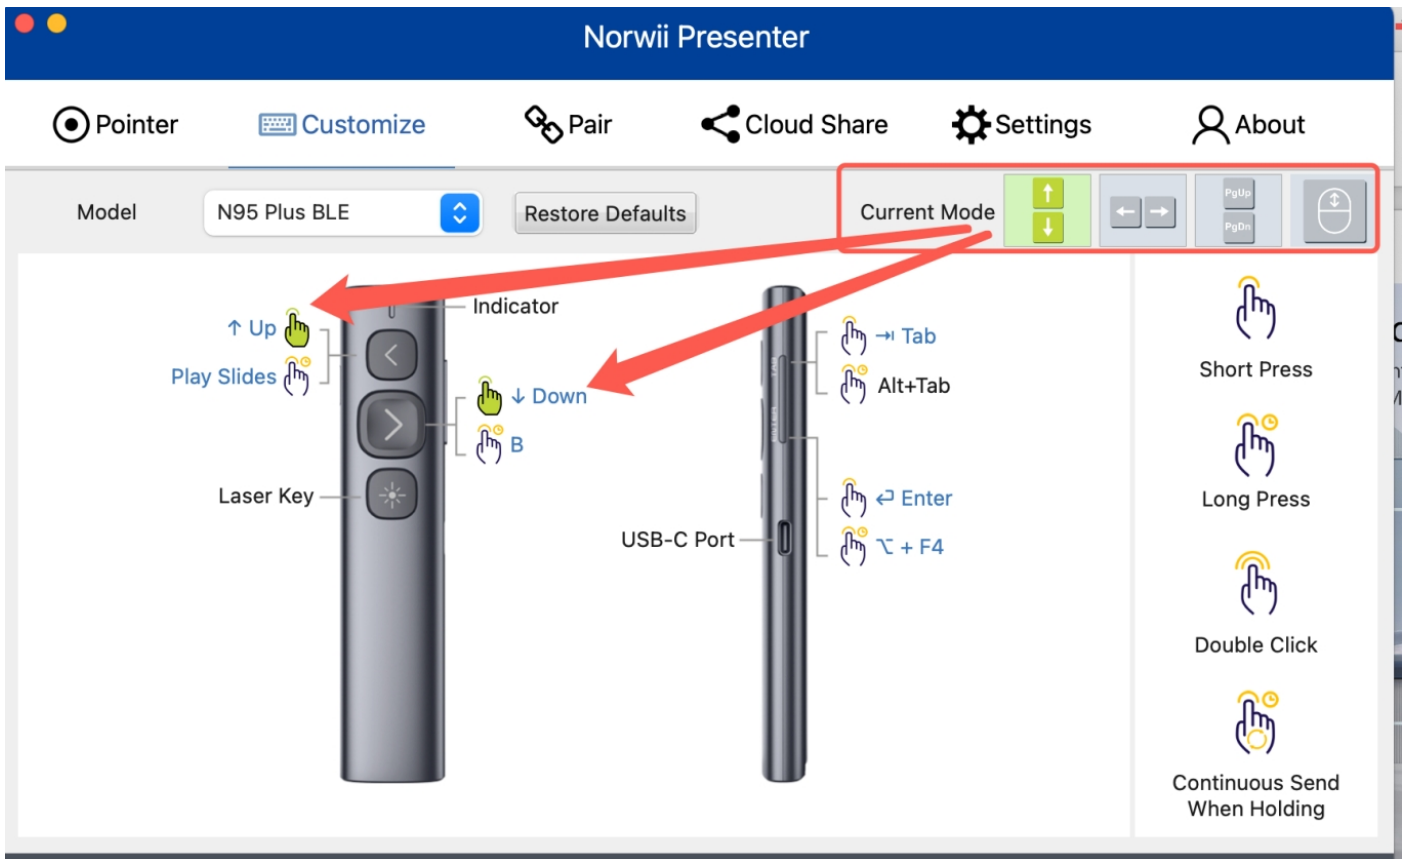 Norwii Presenter
Pointer
Customize
Pair
Cloud Share
Settings
About
Model
N95 Plus BLE
Restore Defaults
Current Mode
↑
↓
← →
PgUp
PgDn
↑ Up
Play Slides
Indicator
↓ Down
B
Laser Key
Tab
Alt+Tab
Enter
⌥ + F4
USB-C Port
Short Press
Long Press
Double Click
Continuous Send
When Holding